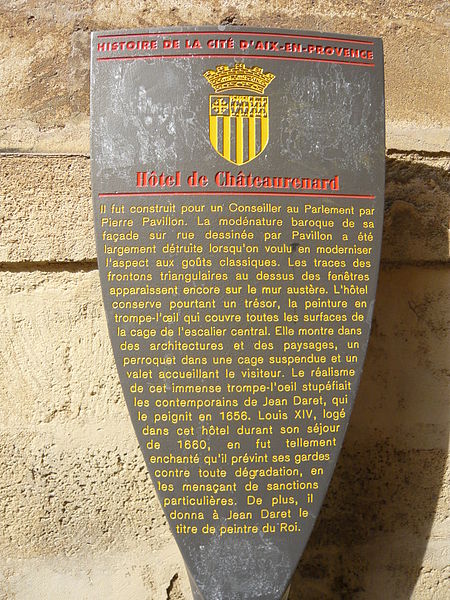 HISTOIRE DE LA CITÉ D'AIX-EN-PROVENCE
Hôtel de Châteaurenard
Il fut construit pour un Conseiller au Parlement par
Pierre Pavillon. La modénature baroque de sa
façade sur rue dessinée par Pavillon a été
largement détruite lorsqu'on voulu en moderniser
l'aspect aux goûts classiques. Les traces des
frontons triangulaires au dessus des fenêtres
apparaissent encore sur le mur austère. L'hôtel
conserve pourtant un trésor, la peinture en
trompe-l'œil qui couvre toutes les surfaces de
la cage de l'escalier central. Elle montre dans
des architectures et des paysages, un
perroquet dans une cage suspendue et un
valet accueillant le visiteur. Le réalisme
de cet immense trompe-l'oeil stupéfiait
les contemporains de Jean Daret, qui
le peignit en 1656. Louis XIV, logé
dans cet hôtel durant son séjour
de 1660, en fut tellement
enchanté qu'il prévint ses gardes
contre toute dégradation, en
les menaçant de sanctions
particulières. De plus, il
donna à Jean Daret le
titre de peintre du Roi.